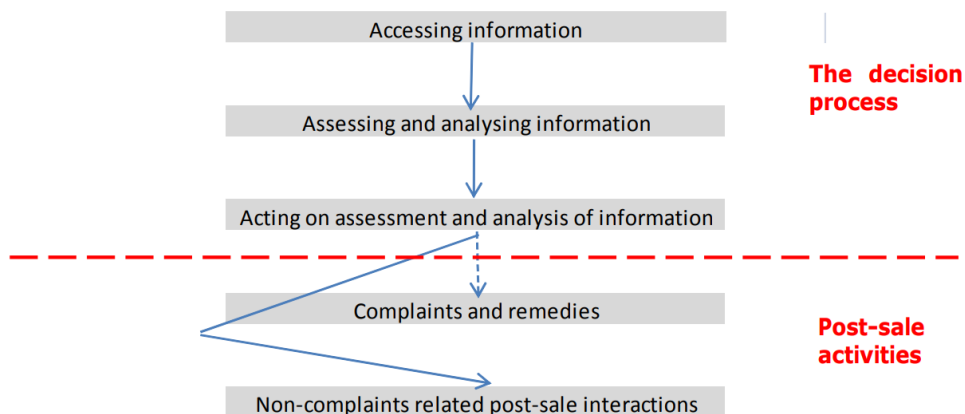 Accessing information
The decision
process
Assessing and analysing information
Acting on assessment and analysis of information
Complaints and remedies
Post-sale
activities
Non-complaints related post-sale interactions